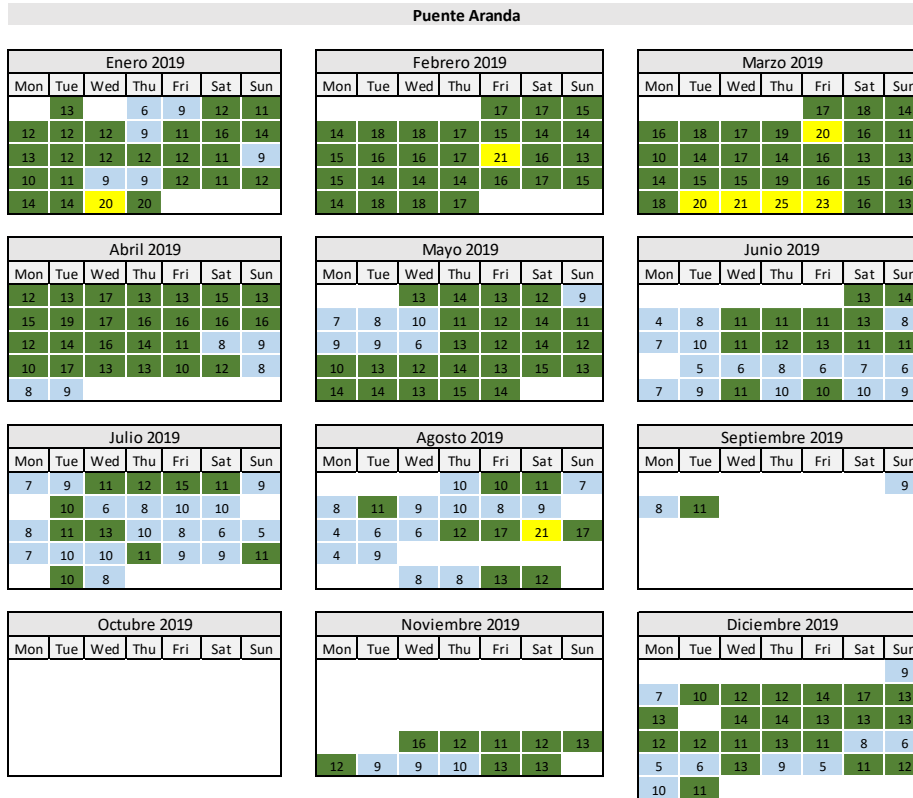 Puente Aranda
Enero 2019 Febrero 2019 Marzo 2019
Mon Tue Wed Thu Fri Sat Sun Mon Tue Wed Thu Fri Sat Sun Mon Tue Wed Thu Fri Sat Sun
13 6 9 12 11 17 17 15 17 18 14
12 12 12 9 11 16 14 14 18 18 17 15 14 14 16 18 17 19 20 16 11
13 12 12 12 12 11 9 15 16 16 17 21 16 13 10 14 17 14 16 13 13
10 11 9 9 12 11 12 15 14 14 14 16 17 15 14 15 15 19 16 15 16
14 14 20 20 14 18 18 17 18 20 21 25 23 16 13
Abril 2019 Mayo 2019 Junio 2019
Mon Tue Wed Thu Fri Sat Sun Mon Tue Wed Thu Fri Sat Sun Mon Tue Wed Thu Fri Sat Sun
12 13 17 13 13 15 13 13 14 13 12 9 13 14
15 19 17 16 16 16 16 7 8 10 11 12 14 11 4 8 11 11 11 13 8
12 14 16 14 11 8 9 9 9 6 13 12 14 12 7 10 11 12 13 11 11
10 17 13 13 10 12 8 10 13 12 14 13 15 13 5 6 8 6 7 6
8 9 14 14 13 15 14 7 9 11 10 10 10 9
Julio 2019 Agosto 2019 Septiembre 2019
Mon Tue Wed Thu Fri Sat Sun Mon Tue Wed Thu Fri Sat Sun Mon Tue Wed Thu Fri Sat Sun
7 9 11 12 15 11 9 10 10 11 7 9
10 6 8 10 10 8 11 9 10 8 9 8 11
8 11 13 10 8 6 5 4 6 6 12 17 21 17
7 10 10 11 9 9 11 4 9
10 8 8 8 13 12
Octubre 2019 Noviembre 2019 Diciembre 2019
Mon Tue Wed Thu Fri Sat Sun Mon Tue Wed Thu Fri Sat Sun Mon Tue Wed Thu Fri Sat Sun
9
7 10 12 12 14 17 13
13 14 14 13 13 13
16 12 11 12 13 12 12 11 13 11 8 6
12 9 9 10 13 13 5 6 13 9 5 11 12
10 11